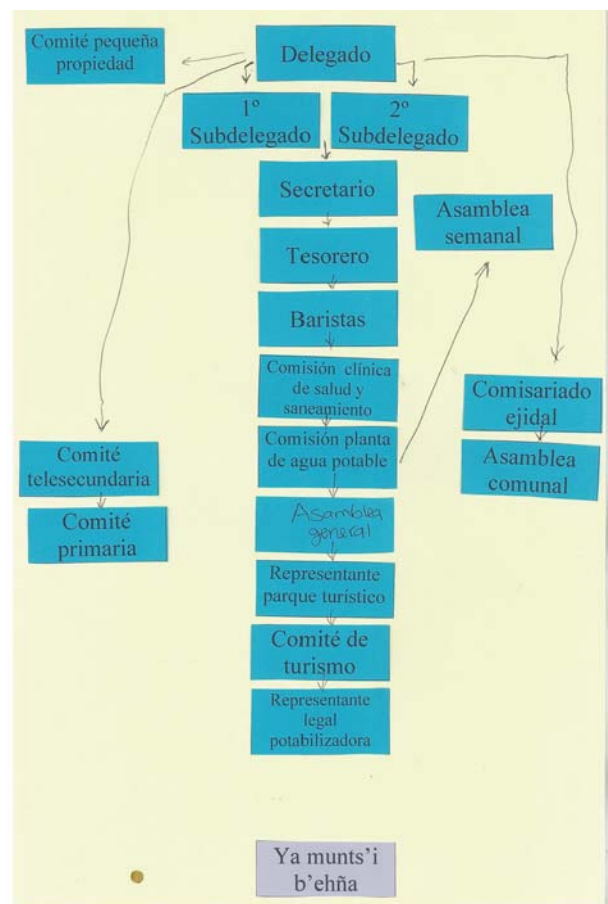 Comité pequeña
propiedad
Delegado
1º
Subdelegado
2º
Subdelegado
Secretario
Asamblea
semanal
Tesorero
Baristas
Comisión clínica
de salud y
saneamiento
Comisariado
ejidal
Comisión planta
de agua potable
Asamblea
comunal
Comité
telesecundaria
Comité
primaria
Asamblea
general
Representante
parque turístico
Comité de
turismo
Representante
legal
potabilizadora
Ya munts'i
b'ehña